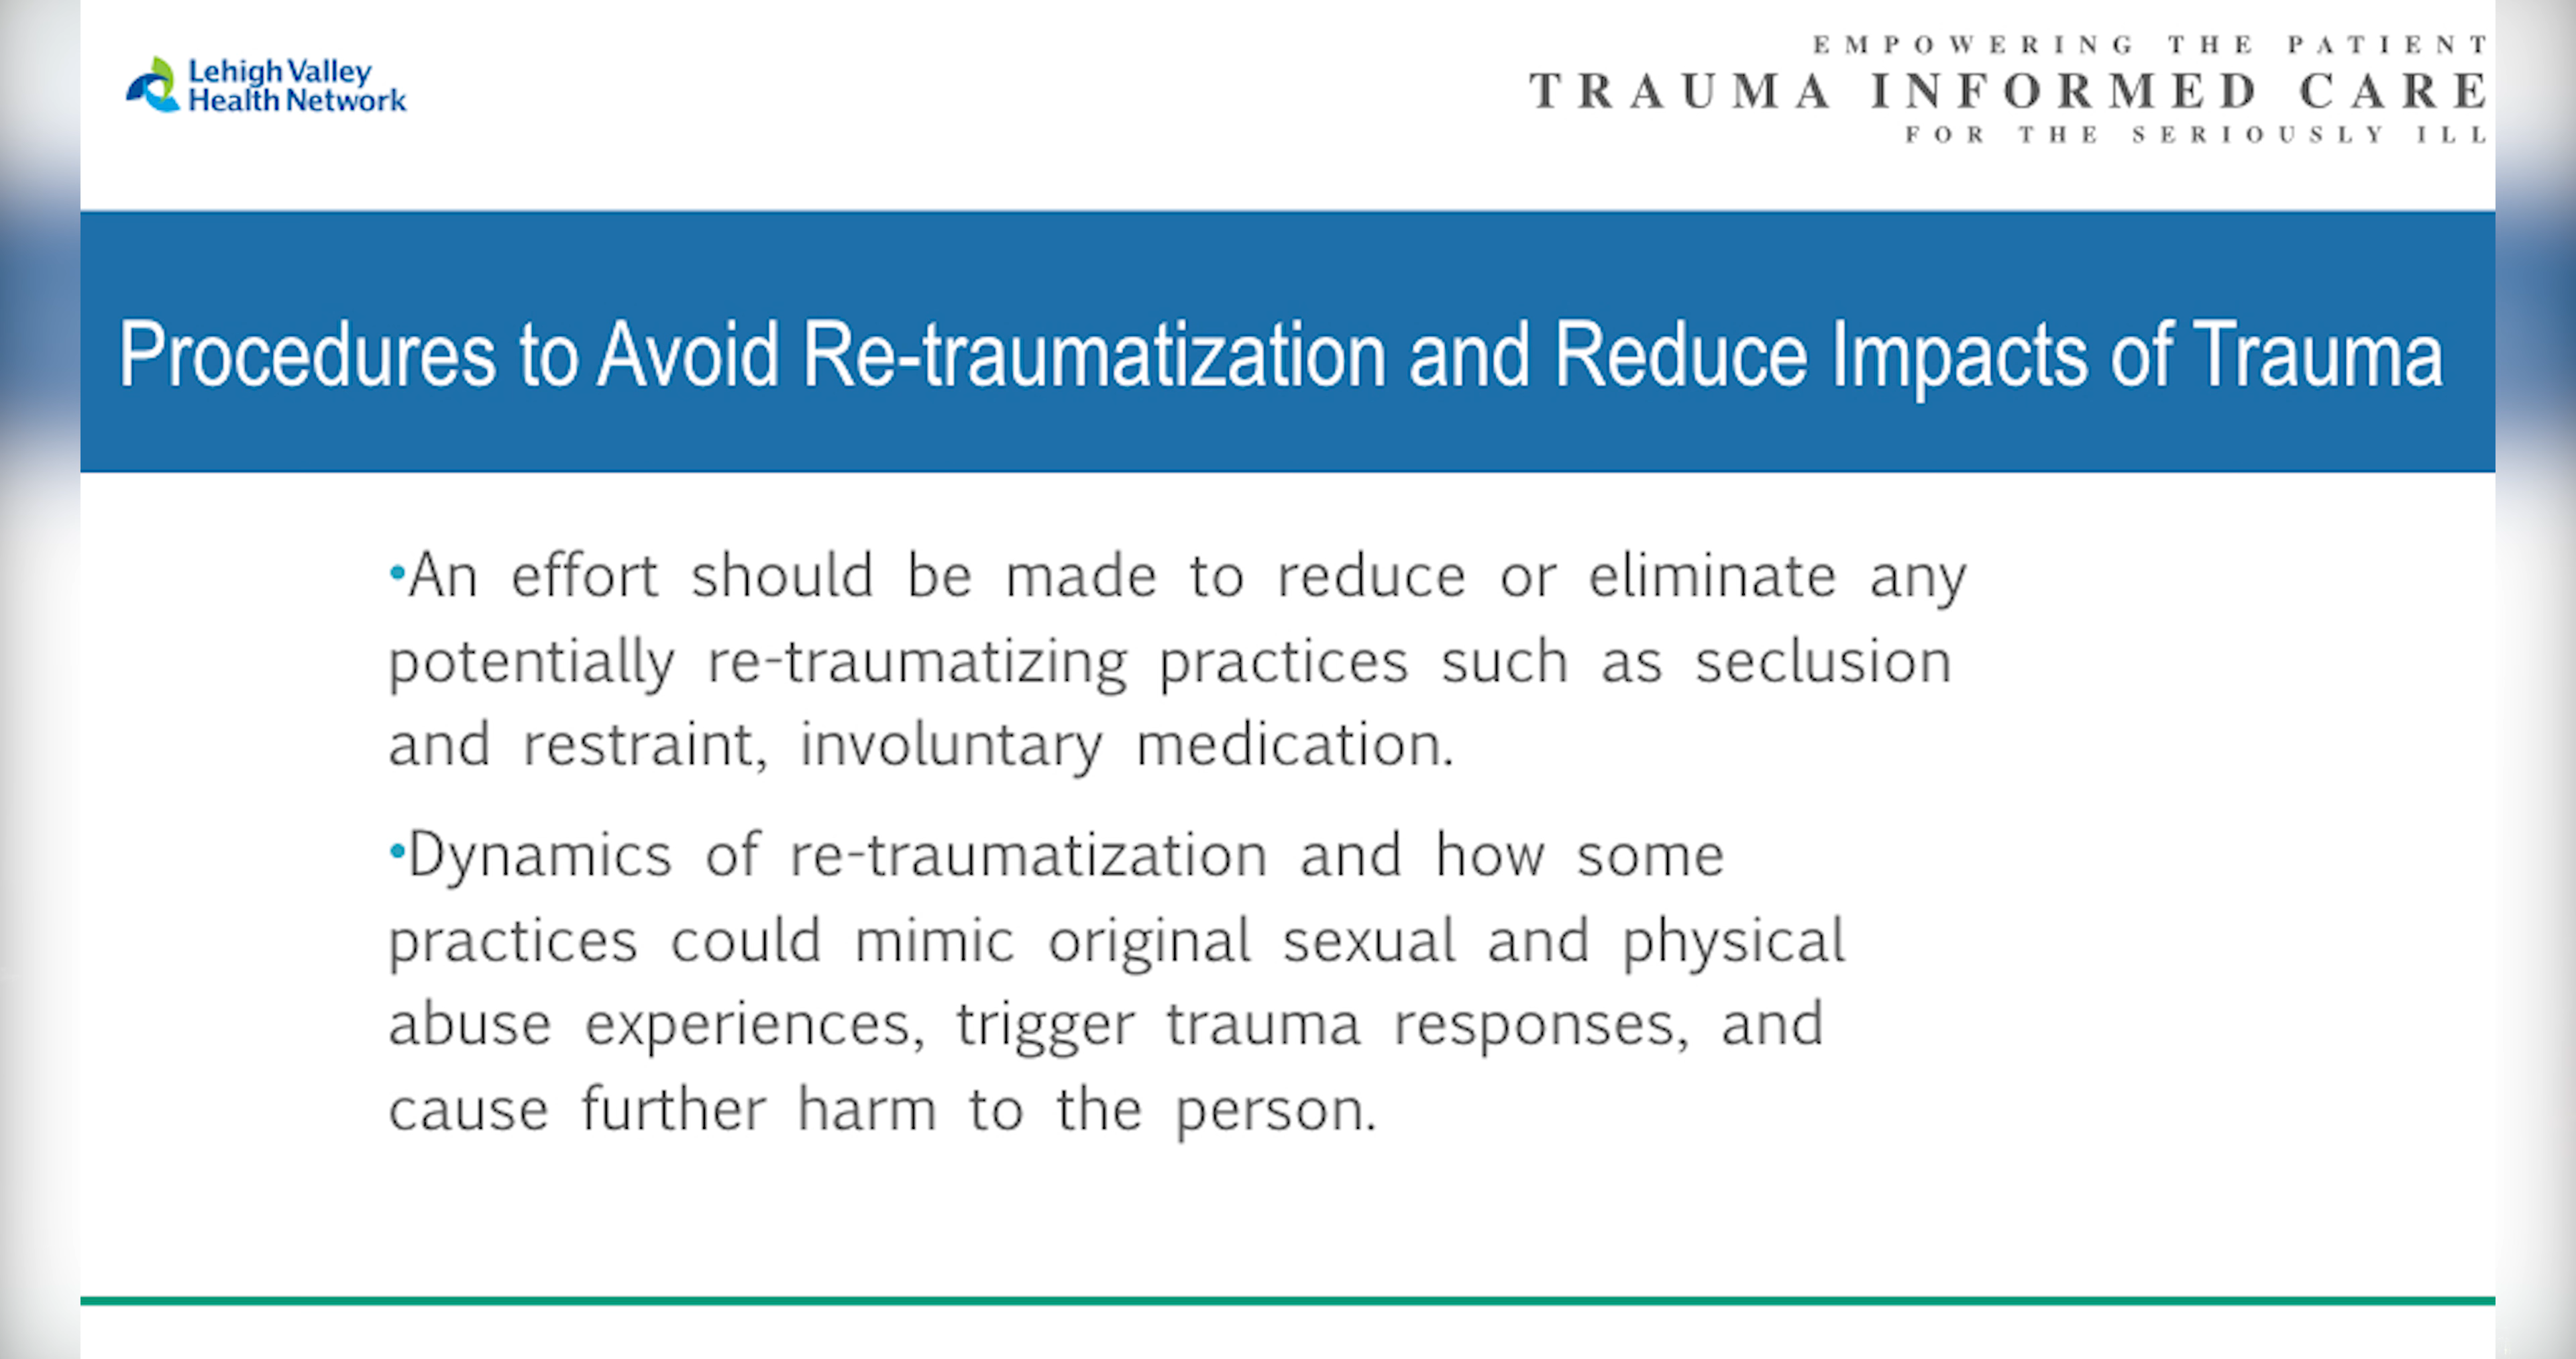 Lehigh Valley
Health Network
EMPOWERING THE PATIENT
TRAUMA INFORMED CARE
FOR THE SERIOUSLY ILL
Procedures to Avoid Re-traumatization and Reduce Impacts of Trauma
•An effort should be made to reduce or eliminate any
potentially re-traumatizing practices such as seclusion
and restraint, involuntary medication.
•Dynamics of re-traumatization and how some
practices could mimic original sexual and physical
abuse experiences, trigger trauma responses, and
cause further harm to the person.